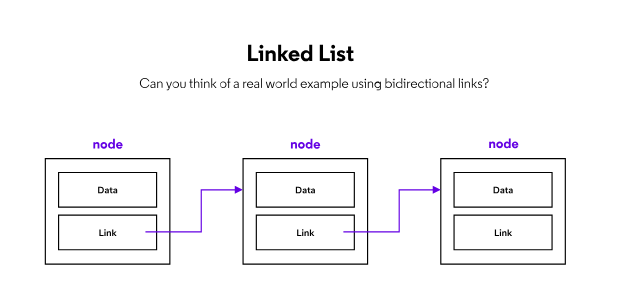 Linked List
Can you think of a real world example using bidirectional links?
node
node
node
Data
Data
Data
Link
Link
Link